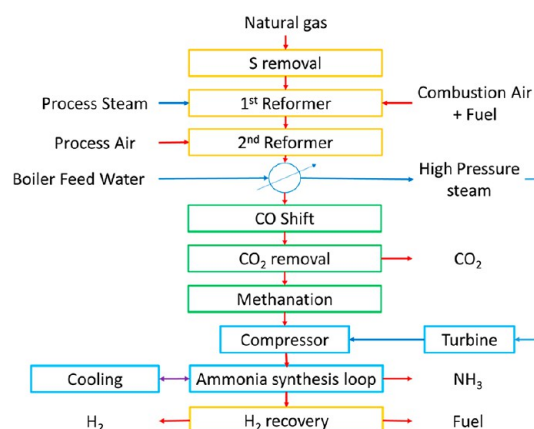 Natural gas
S removal
Process Steam 1st Reformer Combustion Air
+ Fuel
Process Air 2nd Reformer
Boiler Feed Water High Pressure
steam
CO Shift
CO₂ removal CO₂
Methanation
Compressor Turbine
Cooling Ammonia synthesis loop NH₃
H₂ H₂ recovery Fuel